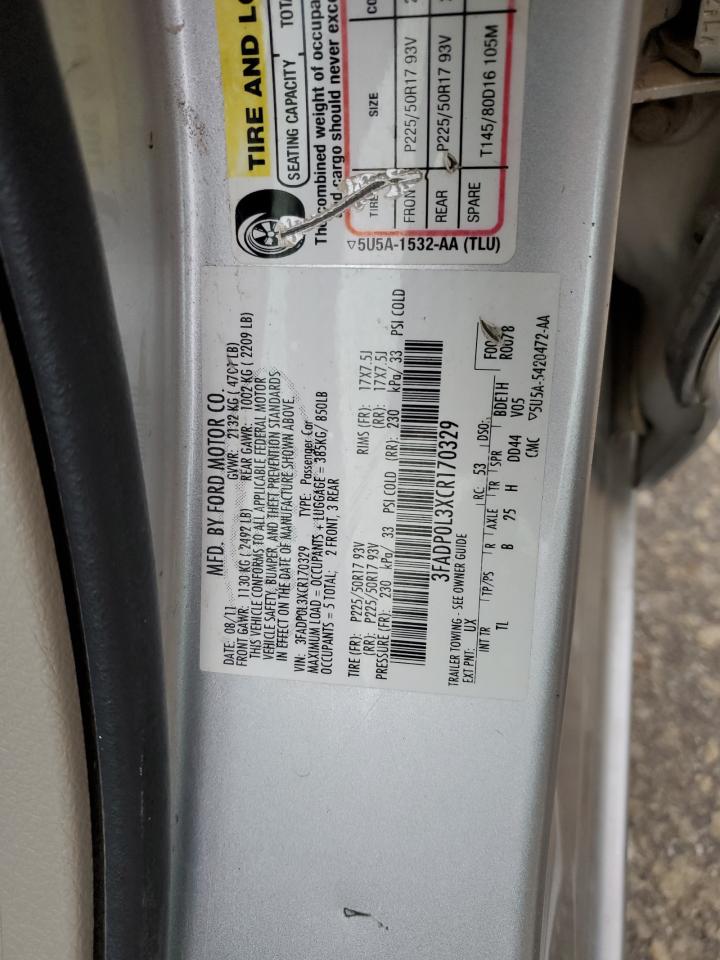 TIRE AND LO
SEATING CAPACITY TOTA
The combined weight of occupa
and cargo should never exce
SIZE CO
FRONT P225/50R17 93V
REAR P225/50R17 93V
SPARE T145/80D16 105M
▽5U5A-1532-AA (TLU)
MFD. BY FORD MOTOR CO.
DATE: 08/11 GVWR: 2132 KG ( 4701 LB)
FRONT GAWR: 1130 KG ( 2492 LB) REAR GAWR: 1002 KG ( 2209 LB)
THIS VEHICLE CONFORMS TO ALL APPLICABLE FEDERAL MOTOR
VEHICLE SAFETY, BUMPER, AND THEFT PREVENTION STANDARDS
IN EFFECT ON THE DATE OF MANUFACTURE SHOWN ABOVE.
VIN: 3FADP0L3XCR170329 TYPE: Passenger Car
MAXIMUM LOAD = OCCUPANTS + LUGGAGE = 385KG/ 850LB
OCCUPANTS = 5 TOTAL; 2 FRONT, 3 REAR
TIRE (FR): P225/50R17 93V RIMS (FR): 17X7.5J
(RR): P225/50R17 93V (RR): 17X7.5J
PRESSURE (FR): 230 kPa/ 33 PSI COLD (RR): 230 kPa/ 33 PSI COLD
3FADP0L3XCR170329
TRAILER TOWING - SEE OWNER GUIDE
EXT PNT: UX RC: 53 DSO: FO0
R0078
INT TR TP/PS R AXLE TR SPR BDE1H
TL B 25 H DD44 V05
CMC ▽5U5A-5420472-AA